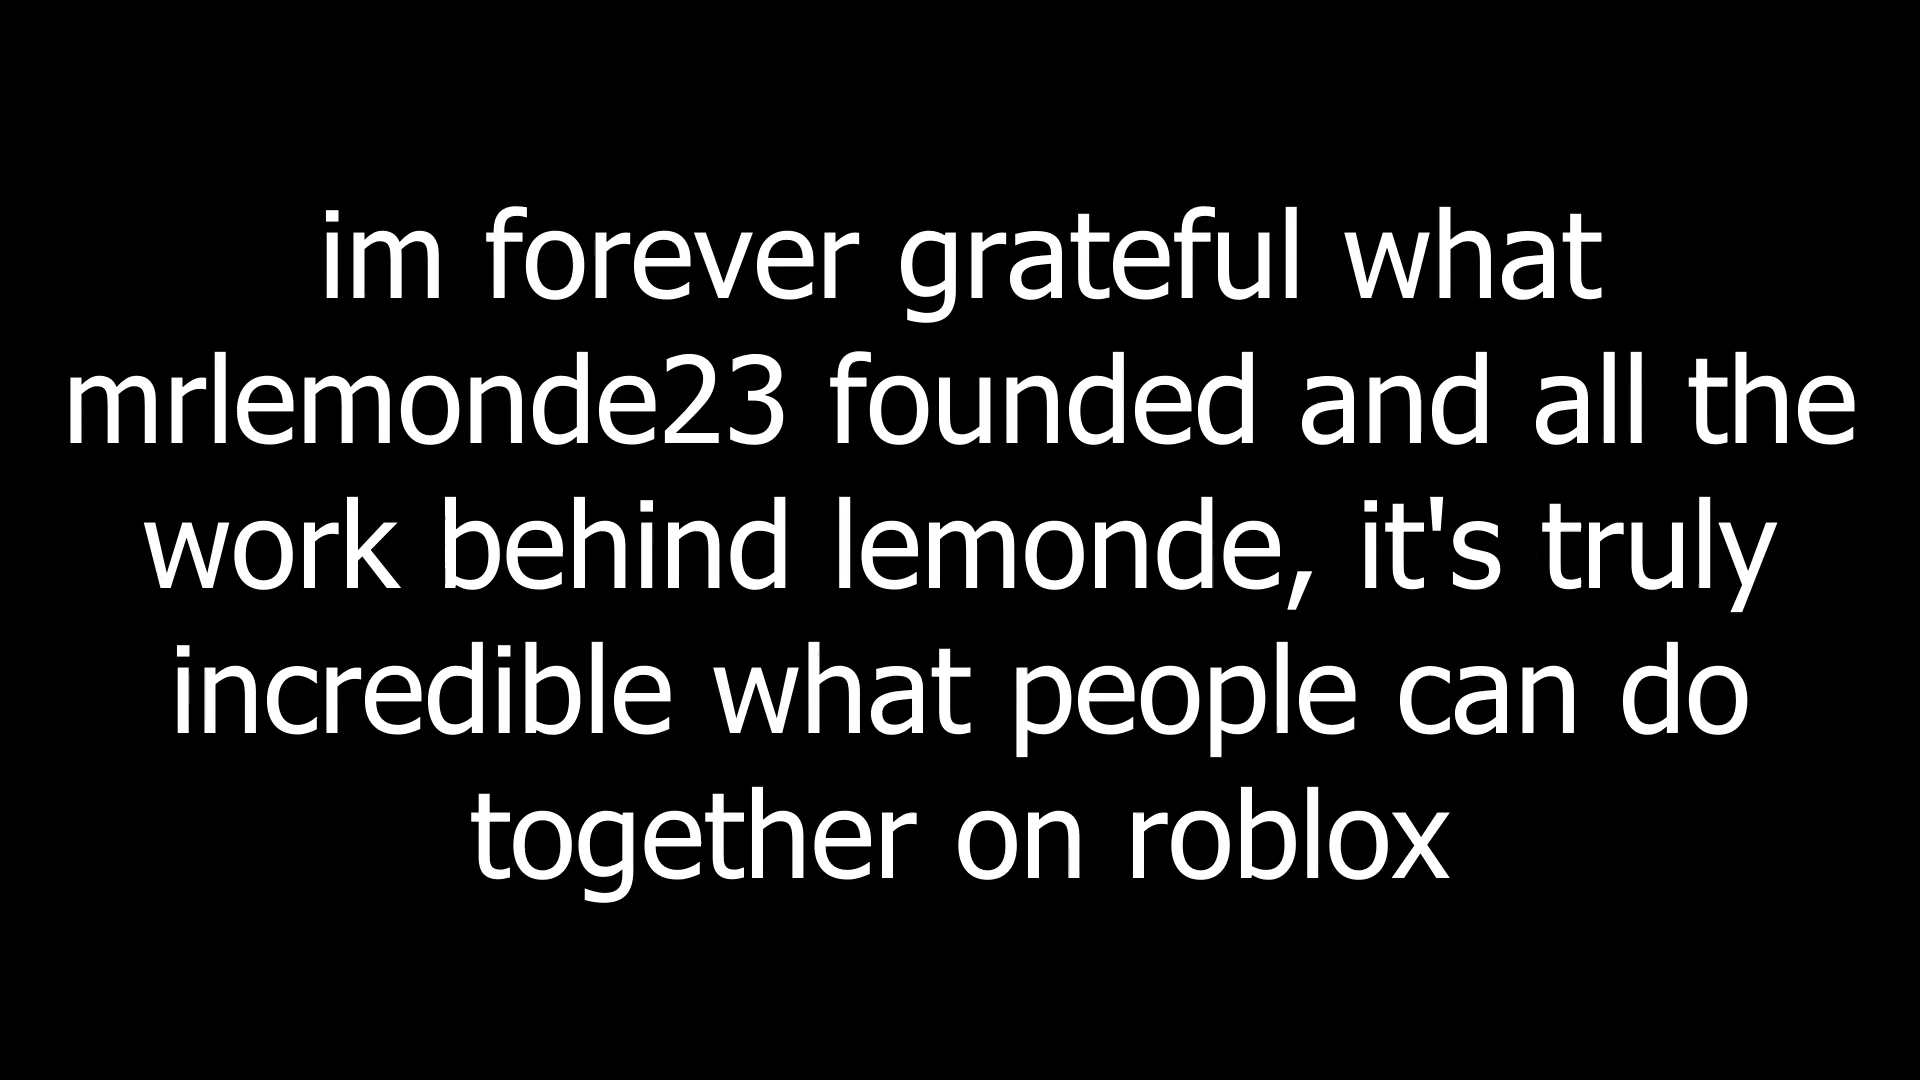 im forever grateful what
mrlemonde23 founded and all the
work behind lemonde, it's truly
incredible what people can do
together on roblox